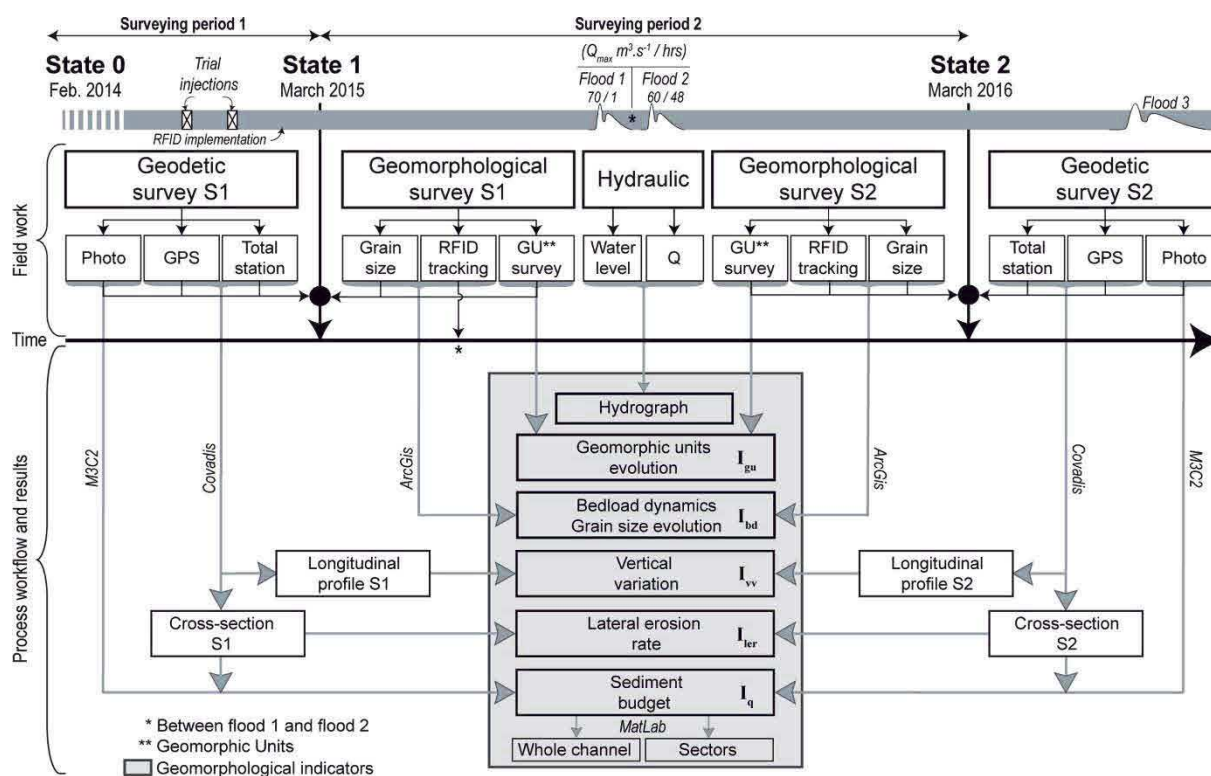 Surveying period 1
Surveying period 2
State 0
Feb. 2014
Trial
injections
State 1
March 2015
(Qmax m³.s⁻¹ / hrs)
Flood 1
70 / 1
Flood 2
60 / 48
*
State 2
March 2016
Flood 3
RFID implementation
Field work
Geodetic
survey S1
Geomorphological
survey S1
Hydraulic
Geomorphological
survey S2
Geodetic
survey S2
Photo
GPS
Total
station
Grain
size
RFID
tracking
GU**
survey
Water
level
Q
GU**
survey
RFID
tracking
Grain
size
Total
station
GPS
Photo
Time
*
Process workflow and results
M3C2
Covadis
ArcGis
ArcGis
Covadis
M3C2
Hydrograph
Geomorphic units
evolution
Igu
Bedload dynamics
Grain size evolution
Ibd
Longitudinal
profile S1
Vertical
variation
Ivv
Longitudinal
profile S2
Cross-section
S1
Lateral erosion
rate
Iler
Cross-section
S2
Sediment
budget
Iq
MatLab
Whole channel
Sectors
* Between flood 1 and flood 2
** Geomorphic Units
Geomorphological indicators